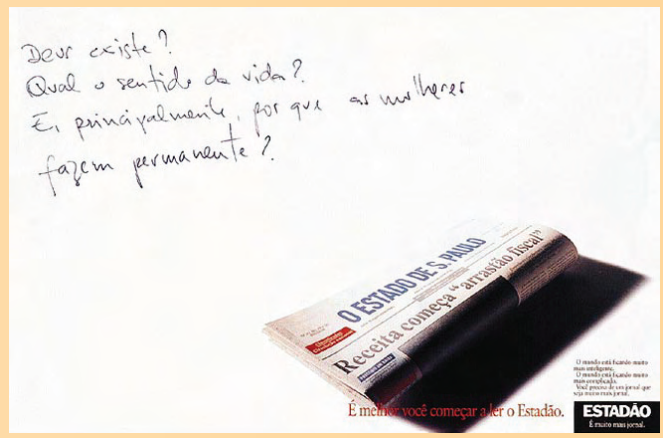 Deus existe?
Qual o sentido da vida?
E, principalmente, por que as mulheres
fazem permanente?
O ESTADO DE S. PAULO
Receita começa “arrastão fiscal”
É melhor você começar a ler o Estadão.
O mundo está ficando muito
mais inteligente.
O mundo está ficando muito
mais complicado.
Você precisa de um jornal que
seja muito mais jornal.
ESTADÃO
É muito mais jornal.